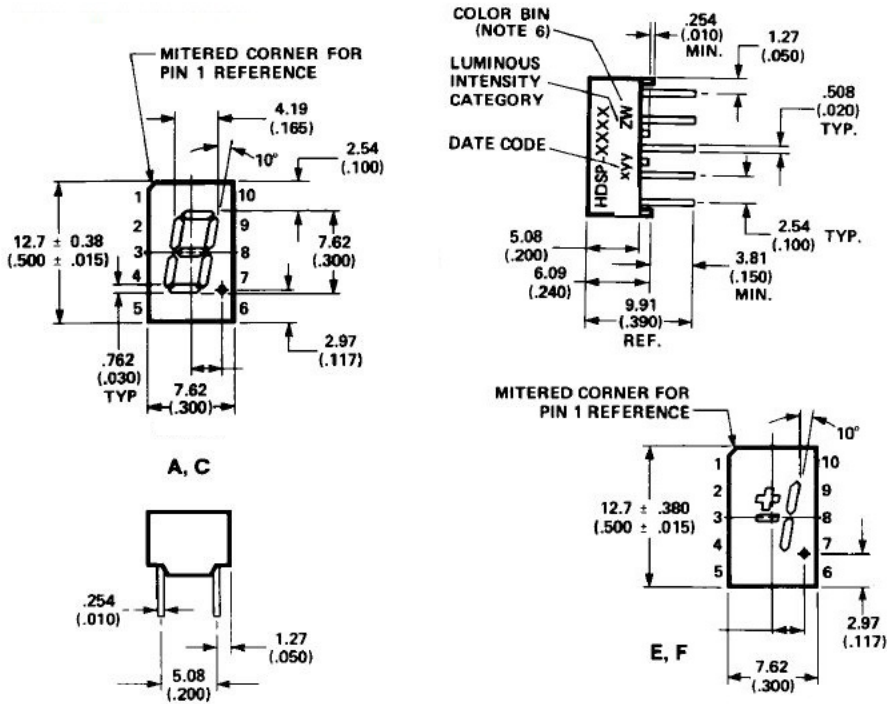 MITERED CORNER FOR
PIN 1 REFERENCE
4.19
(.165)
10°
2.54
(.100)
1
2
3
4
5
10
9
8
7
6
12.7 ± 0.38
(.500 ± .015)
7.62
(.300)
.762
(.030)
TYP
7.62
(.300)
2.97
(.117)
A, C
COLOR BIN
(NOTE 6)
LUMINOUS
INTENSITY
CATEGORY
DATE CODE
HDSP-XXXX
xyy
ZW
.254
(.010)
MIN.
1.27
(.050)
.508
(.020)
TYP.
2.54
(.100)
TYP.
5.08
(.200)
6.09
(.240)
3.81
(.150)
MIN.
9.91
(.390)
REF.
.254
(.010)
1.27
(.050)
5.08
(.200)
MITERED CORNER FOR
PIN 1 REFERENCE
10°
1
2
3
4
5
10
9
8
7
6
12.7 ± .380
(.500 ± .015)
2.97
(.117)
7.62
(.300)
E, F